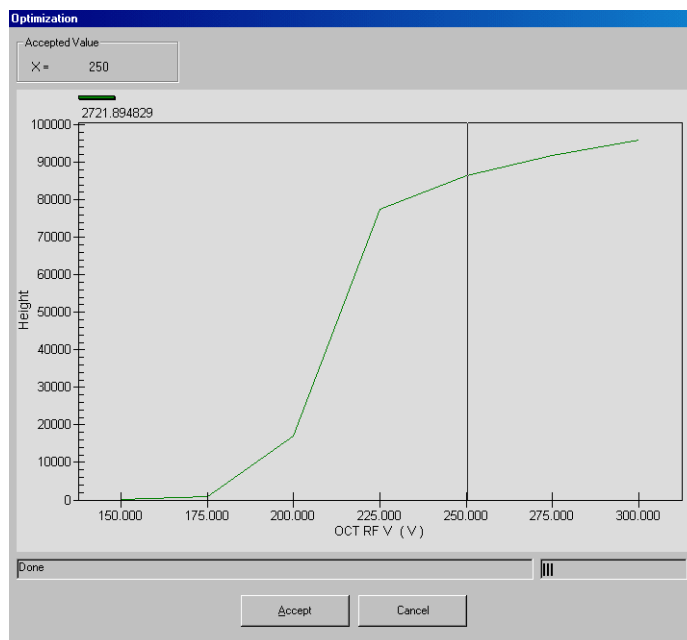 Optimization
Accepted Value
X = 250
2721.894829
100000
90000
80000
70000
60000
50000
40000
30000
20000
10000
0
Height
150.000 175.000 200.000 225.000 250.000 275.000 300.000
OCT RF V (V)
Done
Accept Cancel